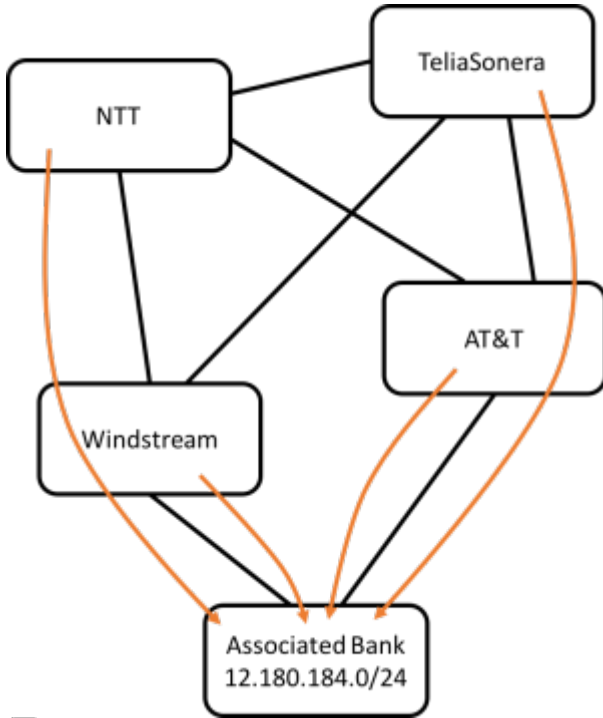 NTT
TeliaSonera
AT&T
Windstream
Associated Bank
12.180.184.0/24